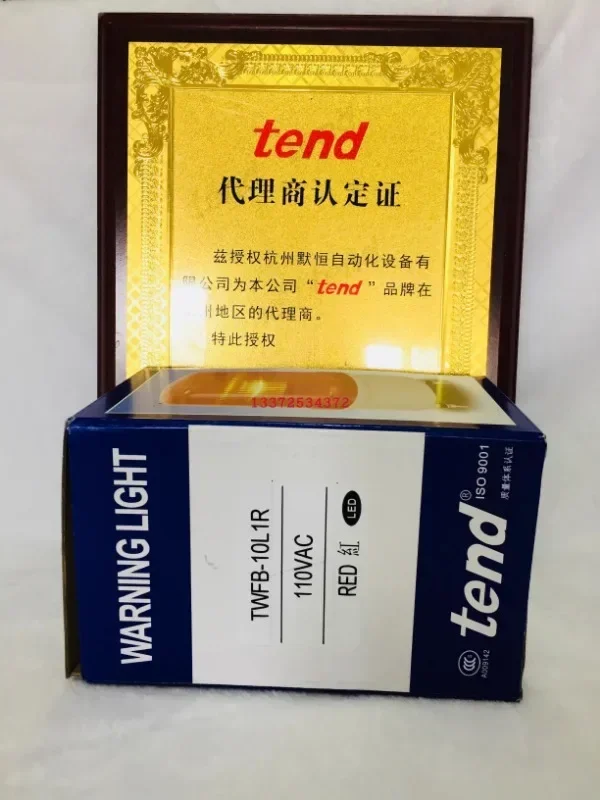 tend
代理商认定证
兹授权杭州默恒自动化设备有
限公司为本公司“tend”品牌在
州地区的代理商。
特此授权
13372534372
WARNING LIGHT
TWFB-10L1R
110VAC
RED 紅 LED
tend®
ISO 9001
质量体系认证
CCC
A009142